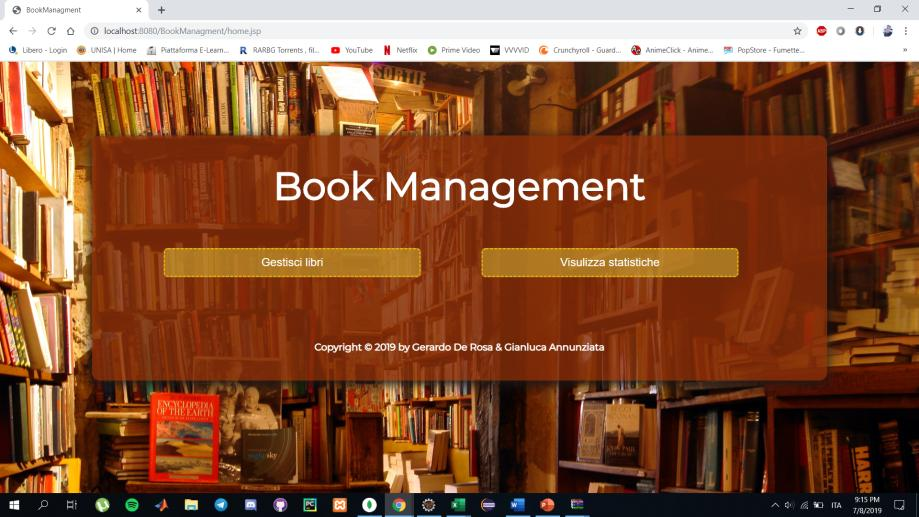 BookManagment
localhost:8080/BookManagment/home.jsp
ABP
Libero - Login
UNISA | Home
Piattaforma E-Learn...
RARBG Torrents , fil...
YouTube
Netflix
Prime Video
VVVVID
Crunchyroll - Guard...
AnimeClick - Anime...
PopStore - Fumette...
Book Management
Gestisci libri
Visulizza statistiche
Copyright © 2019 by Gerardo De Rosa & Gianluca Annunziata
ENCYCLOPEDIA
OF THE EARTH
ITA
9:15 PM
7/8/2019